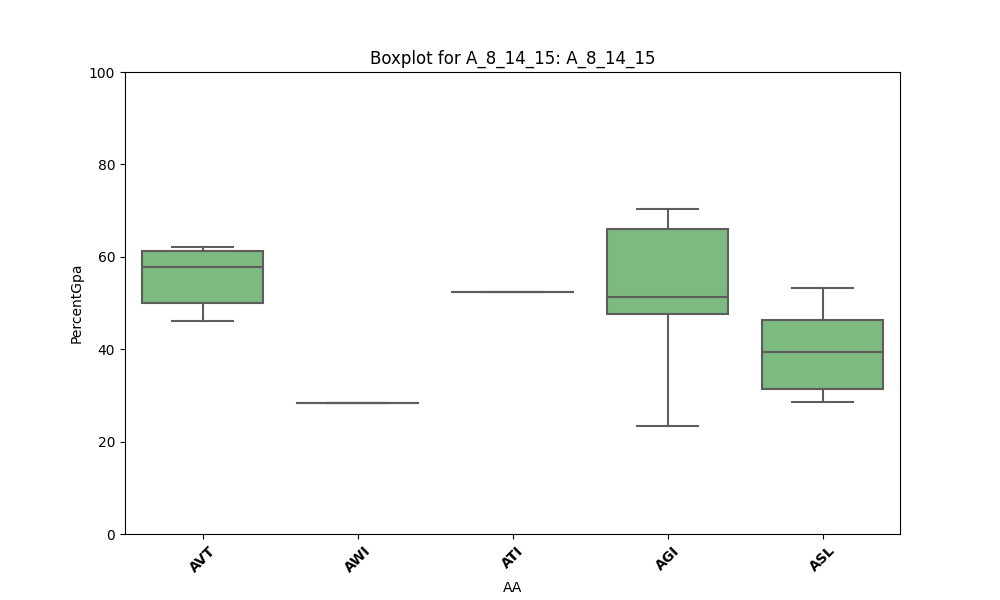 Boxplot for A_8_14_15: A_8_14_15
100
80
60
40
20
0
PercentGpa
AVT
AWI
ATI
AGI
ASL
AA